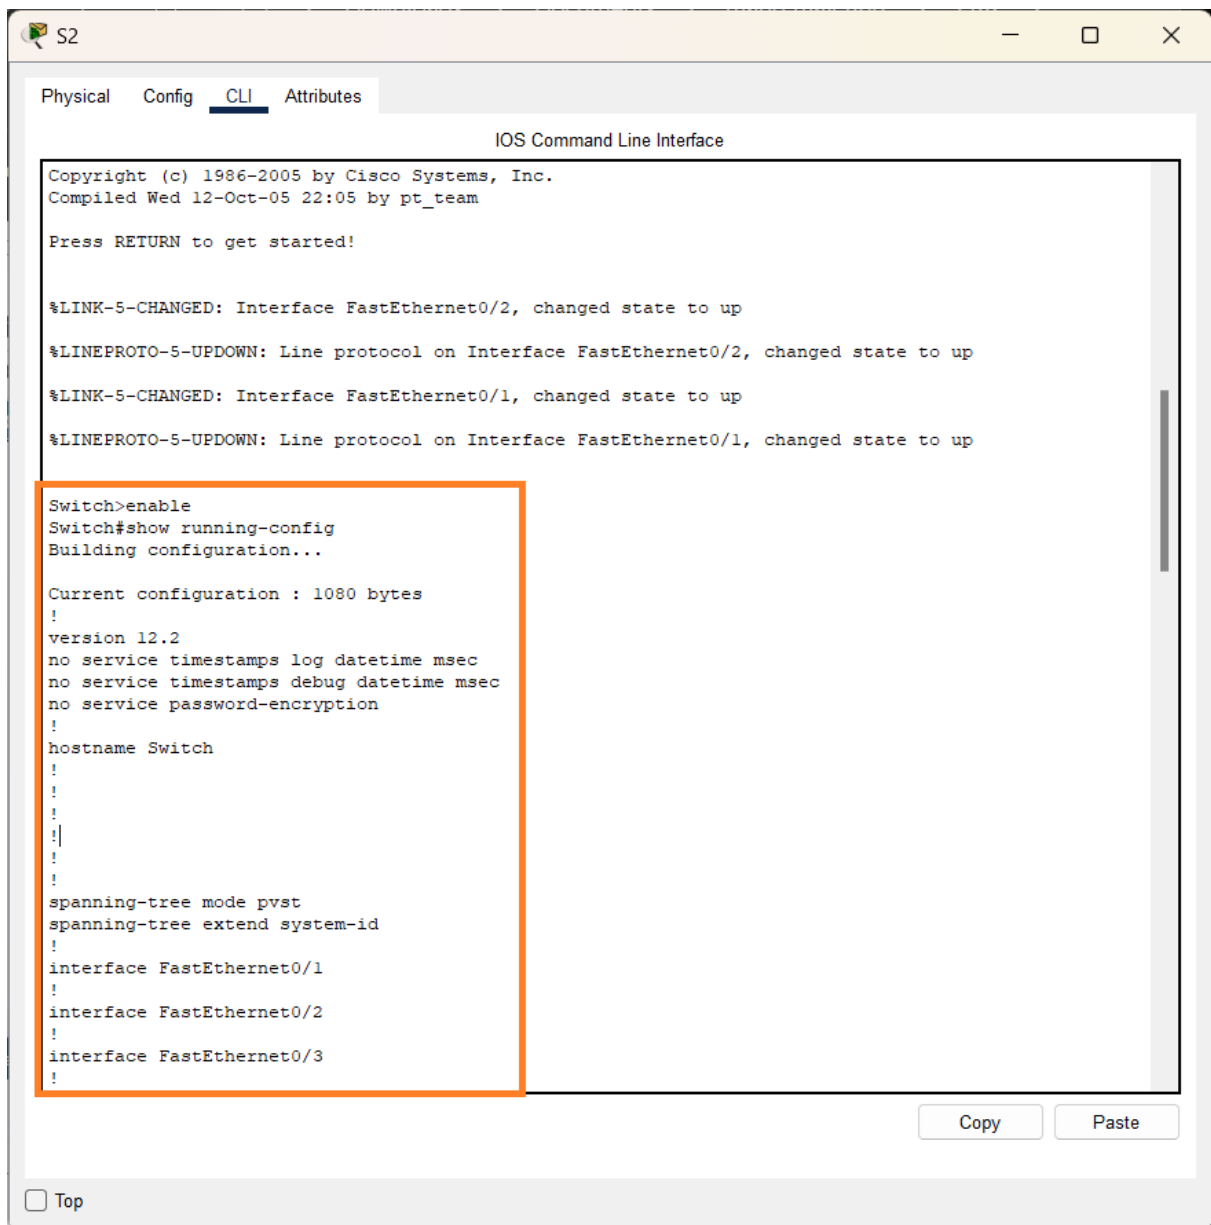 S2
Physical Config CLI Attributes
IOS Command Line Interface
Copyright (c) 1986-2005 by Cisco Systems, Inc.
Compiled Wed 12-Oct-05 22:05 by pt_team
Press RETURN to get started!
%LINK-5-CHANGED: Interface FastEthernet0/2, changed state to up
%LINEPROTO-5-UPDOWN: Line protocol on Interface FastEthernet0/2, changed state to up
%LINK-5-CHANGED: Interface FastEthernet0/1, changed state to up
%LINEPROTO-5-UPDOWN: Line protocol on Interface FastEthernet0/1, changed state to up
Switch>enable
Switch#show running-config
Building configuration...
Current configuration : 1080 bytes
!
version 12.2
no service timestamps log datetime msec
no service timestamps debug datetime msec
no service password-encryption
!
hostname Switch
!
!
!
!
!
!
spanning-tree mode pvst
spanning-tree extend system-id
!
interface FastEthernet0/1
!
interface FastEthernet0/2
!
interface FastEthernet0/3
!
Copy Paste
Top